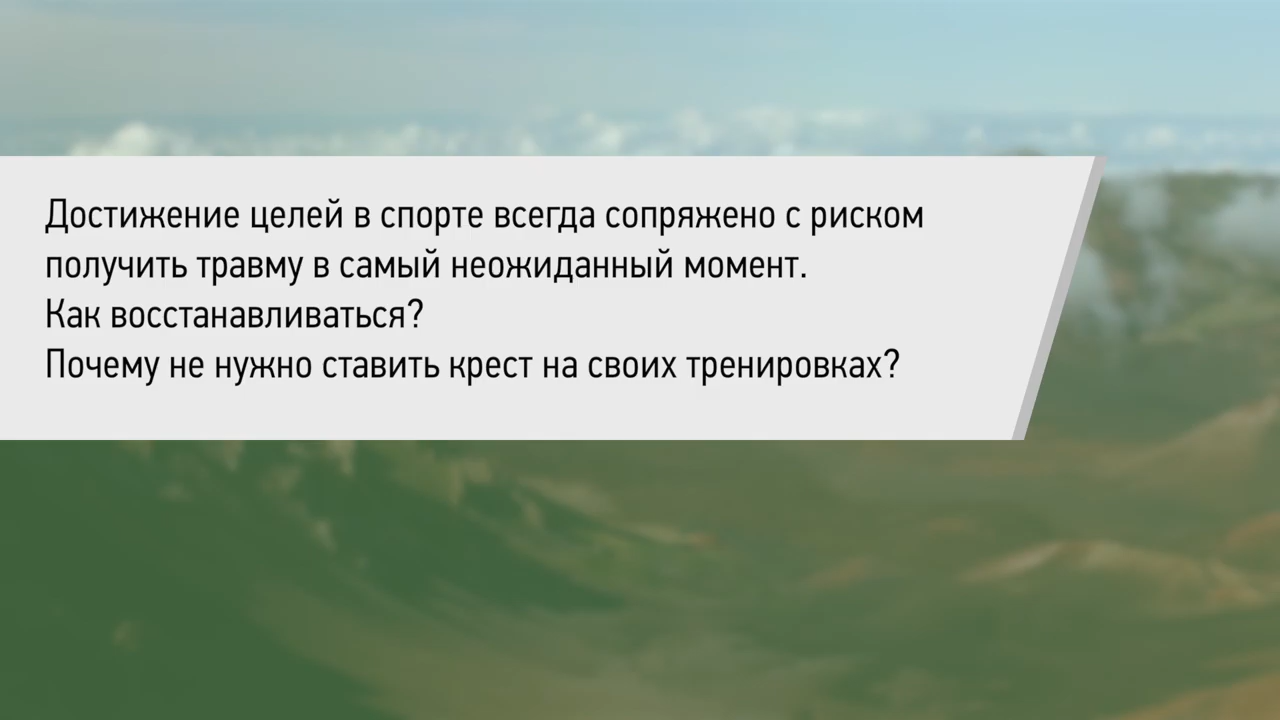 Достижение целей в спорте всегда сопряжено с риском
получить травму в самый неожиданный момент.
Как восстанавливаться?
Почему не нужно ставить крест на своих тренировках?